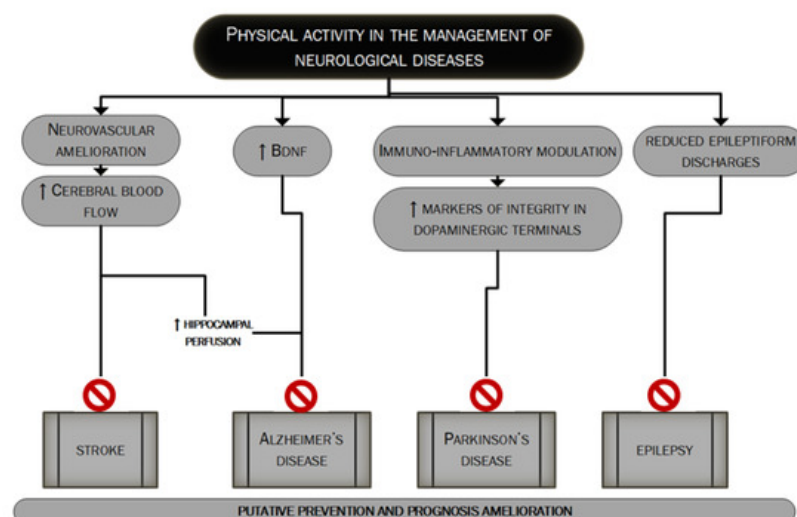 PHYSICAL ACTIVITY IN THE MANAGEMENT OF
NEUROLOGICAL DISEASES
NEUROVASCULAR
AMELIORATION
↑ BDNF
IMMUNO-INFLAMMATORY MODULATION
REDUCED EPILEPTIFORM
DISCHARGES
↑ CEREBRAL BLOOD
FLOW
↑ MARKERS OF INTEGRITY IN
DOPAMINERGIC TERMINALS
↑ HIPPOCAMPAL
PERFUSION
STROKE
ALZHEIMER'S
DISEASE
PARKINSON'S
DISEASE
EPILEPSY
PUTATIVE PREVENTION AND PROGNOSIS AMELIORATION